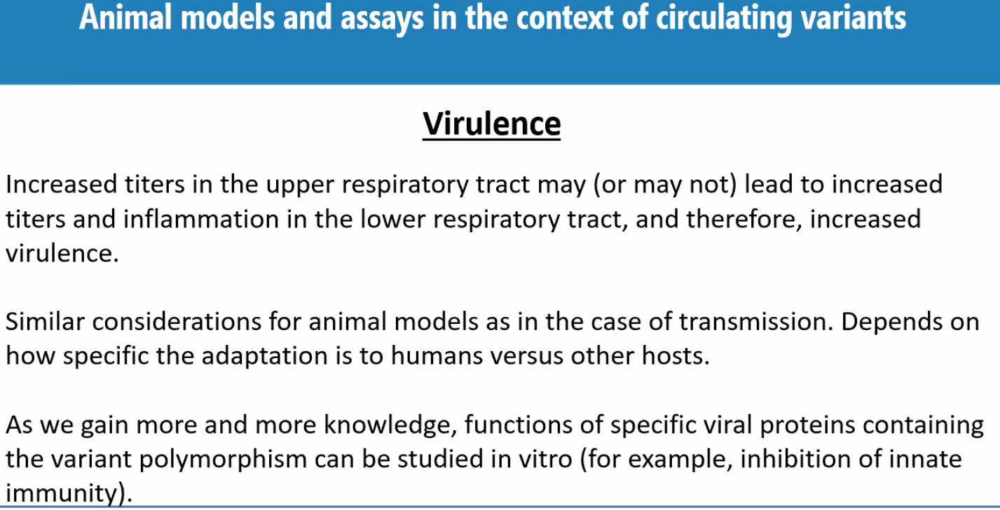 Animal models and assays in the context of circulating variants
Virulence
Increased titers in the upper respiratory tract may (or may not) lead to increased
titers and inflammation in the lower respiratory tract, and therefore, increased
virulence.
Similar considerations for animal models as in the case of transmission. Depends on
how specific the adaptation is to humans versus other hosts.
As we gain more and more knowledge, functions of specific viral proteins containing
the variant polymorphism can be studied in vitro (for example, inhibition of innate
immunity).